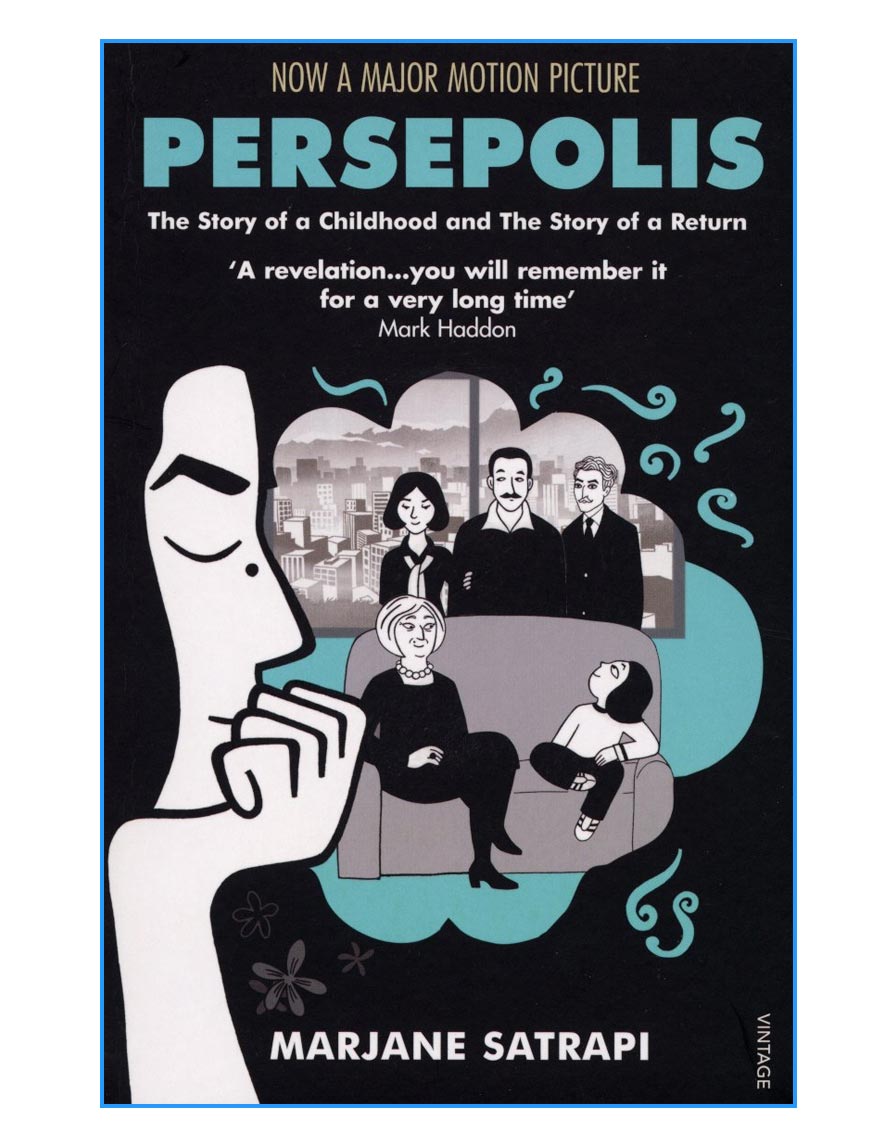 NOW A MAJOR MOTION PICTURE
PERSEPOLIS
The Story of a Childhood and The Story of a Return
‘A revelation...you will remember it
for a very long time’
Mark Haddon
MARJANE SATRAPI
VINTAGE